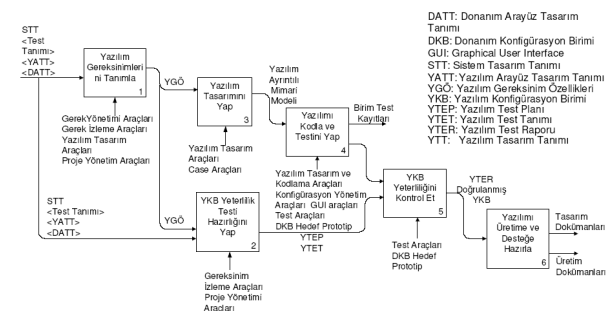 DATT: Donanım Arayüz Tasarım
Tanımı
DKB: Donanım Konfigürasyon Birimi
GUI: Graphical User Interface
STT: Sistem Tasarım Tanımı
YATT: Yazılım Arayüz Tasarım Tanımı
YGÖ: Yazılım Gereksinim Özellikleri
YKB: Yazılım Konfigürasyon Birimi
YTEP: Yazılım Test Planı
YTET: Yazılım Test Tanımı
YTER: Yazılım Test Raporu
YTT: Yazılım Tasarım Tanımı
STT
<Test
Tanımı>
<YATT>
<DATT>
Yazılım
Gereksinimleri
ni Tanımla
1
GerekYönetimi Araçları
Gerek İzleme Araçları
Yazılım Tasarım
Araçları
Proje Yönetim Araçları
YGÖ
Yazılım
Tasarımını
Yap
3
Yazılım Tasarım
Araçları
Case Araçları
Yazılım
Ayrıntılı
Mimari
Modeli
Yazılımı
Kodla ve
Testini Yap
4
Birim Test
Kayıtları
Yazılım Tasarım ve
Kodlama Araçları
Konfigürasyon Yönetim
Araçları GUI araçları
Test Araçları
DKB Hedef Prototip
STT
<Test Tanımı>
<YATT>
<DATT>
YGÖ
YKB Yeterlilik
Testi
Hazırlığını
Yap
2
Gereksinim
İzleme Araçları
Proje Yönetimi
Araçları
YTEP
YTET
YKB
Yeterliliğini
Kontrol Et
5
Test Araçları
DKB Hedef
Prototip
YTER
Doğrulanmış
YKB
Yazılımı
Üretime ve
Desteğe
Hazırla
6
Tasarım
Dokümanları
Üretim
Dokümanları